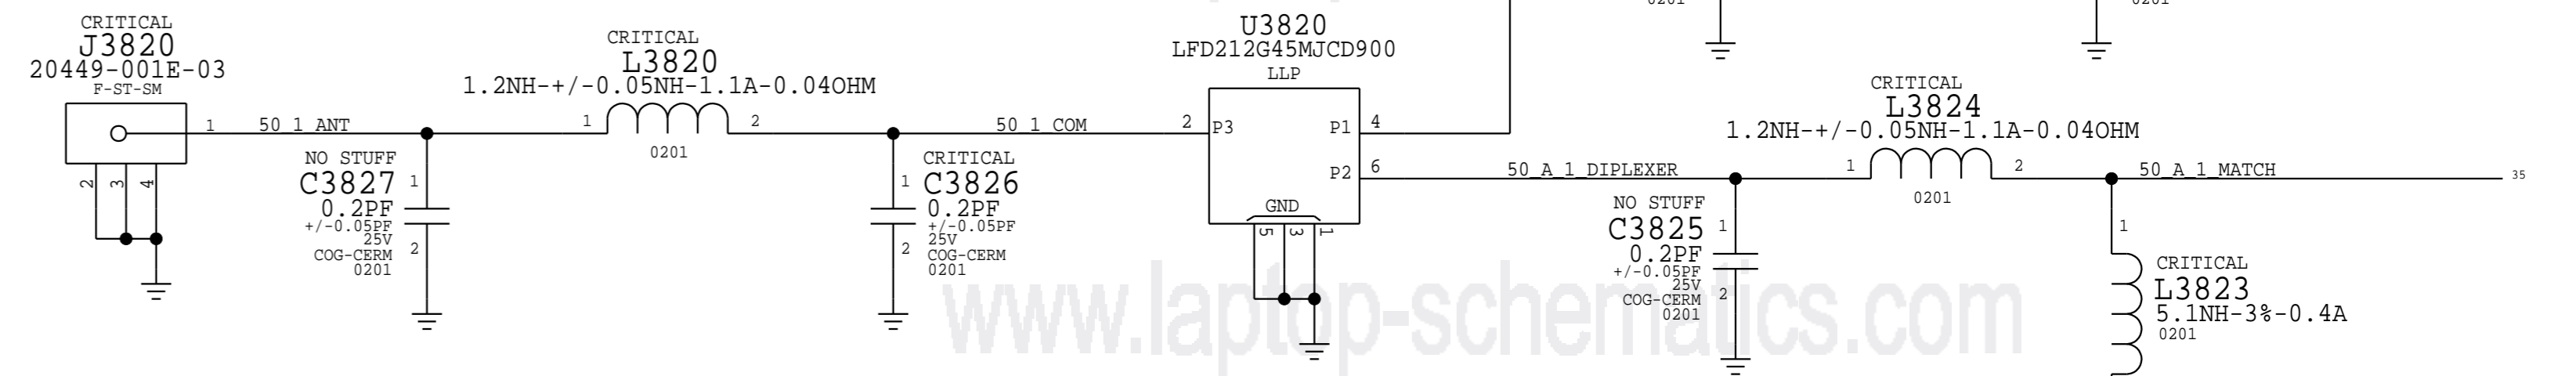 CRITICAL
J3820
20449-001E-03
F-ST-SM
1
50_1_ANT
2
3
4
NO STUFF
C3827
1
0.2PF
+/-0.05PF
25V
2
COG-CERM
0201
CRITICAL
L3820
1.2NH-+/-0.05NH-1.1A-0.04OHM
1
2
0201
CRITICAL
1
C3826
0.2PF
+/-0.05PF
25V
2
COG-CERM
0201
50_1_COM
U3820
LFD212G45MJCD900
LLP
2
P3
P1
4
P2
6
GND
5
3
1
0201
0201
50_A_1_DIPLEXER
NO STUFF
C3825
1
0.2PF
+/-0.05PF
25V
2
COG-CERM
0201
CRITICAL
L3824
1.2NH-+/-0.05NH-1.1A-0.04OHM
1
2
0201
50_A_1_MATCH
35
1
CRITICAL
L3823
5.1NH-3%-0.4A
0201
www.laptop-schematics.com